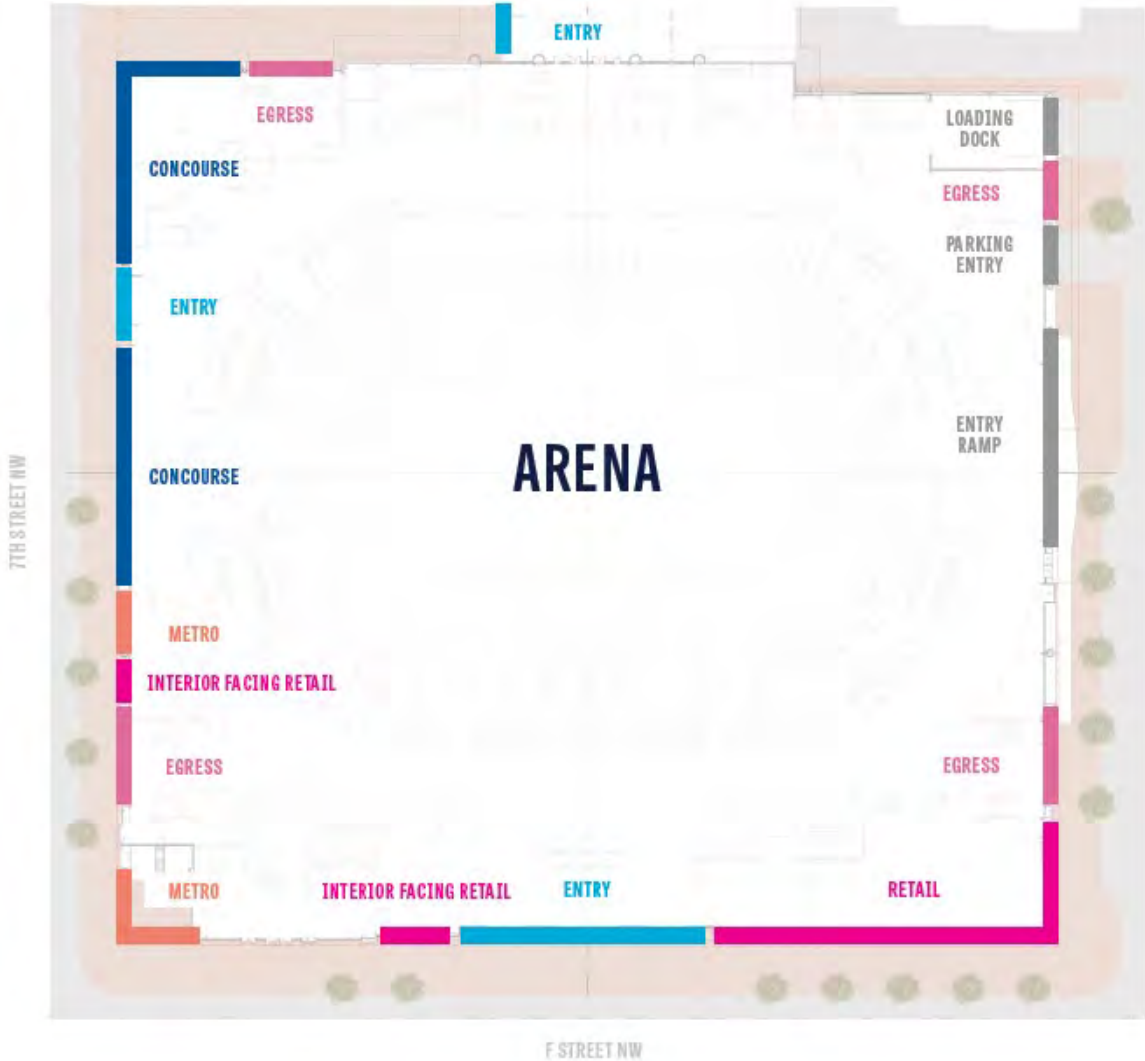 ENTRY
EGRESS
LOADING
DOCK
CONCOURSE
EGRESS
PARKING
ENTRY
ENTRY
ENTRY
RAMP
ARENA
CONCOURSE
7TH STREET NW
METRO
INTERIOR FACING RETAIL
EGRESS
EGRESS
METRO
INTERIOR FACING RETAIL
ENTRY
RETAIL
F STREET NW